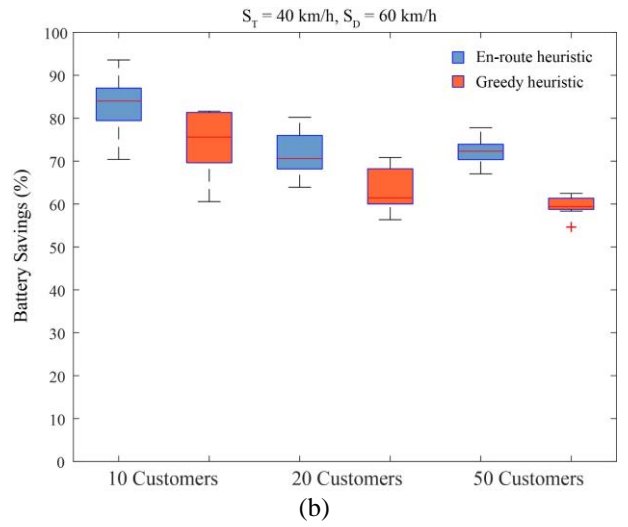 S_T = 40 km/h, S_D = 60 km/h
100
90
80
70
60
50
40
30
20
10
0
Battery Savings (%)
En-route heuristic
Greedy heuristic
10 Customers
20 Customers
50 Customers
(b)